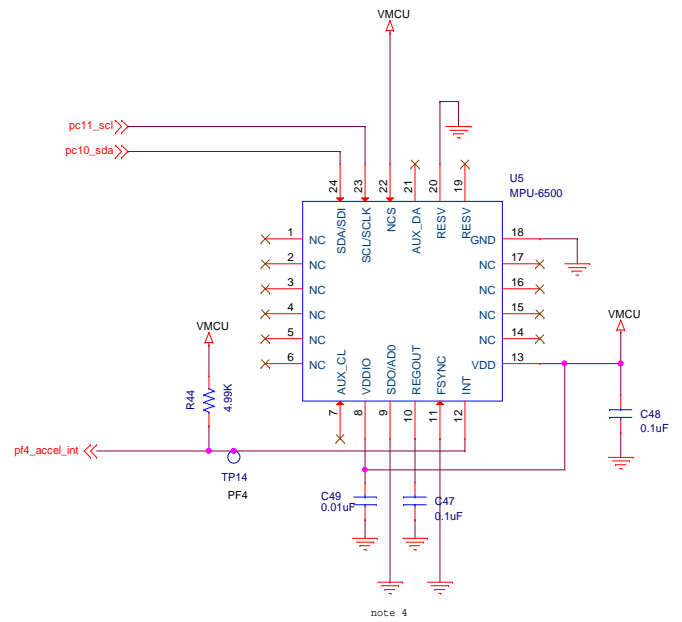 VMCU
pc11_scl
pc10_sda
U5
MPU-6500
24
23
22
21
20
19
SDA/SDI
SCL/SCLK
NCS
AUX_DA
RESV
RESV
1
NC
2
NC
3
NC
4
NC
5
NC
6
NC
18
GND
17
NC
16
NC
15
NC
14
NC
13
VDD
AUX_CL
VDDIO
SDO/AD0
REGOUT
FSYNC
INT
7
8
9
10
11
12
VMCU
R44
4.99K
VMCU
C48
0.1uF
pf4_accel_int
TP14
PF4
C49
0.01uF
C47
0.1uF
note 4